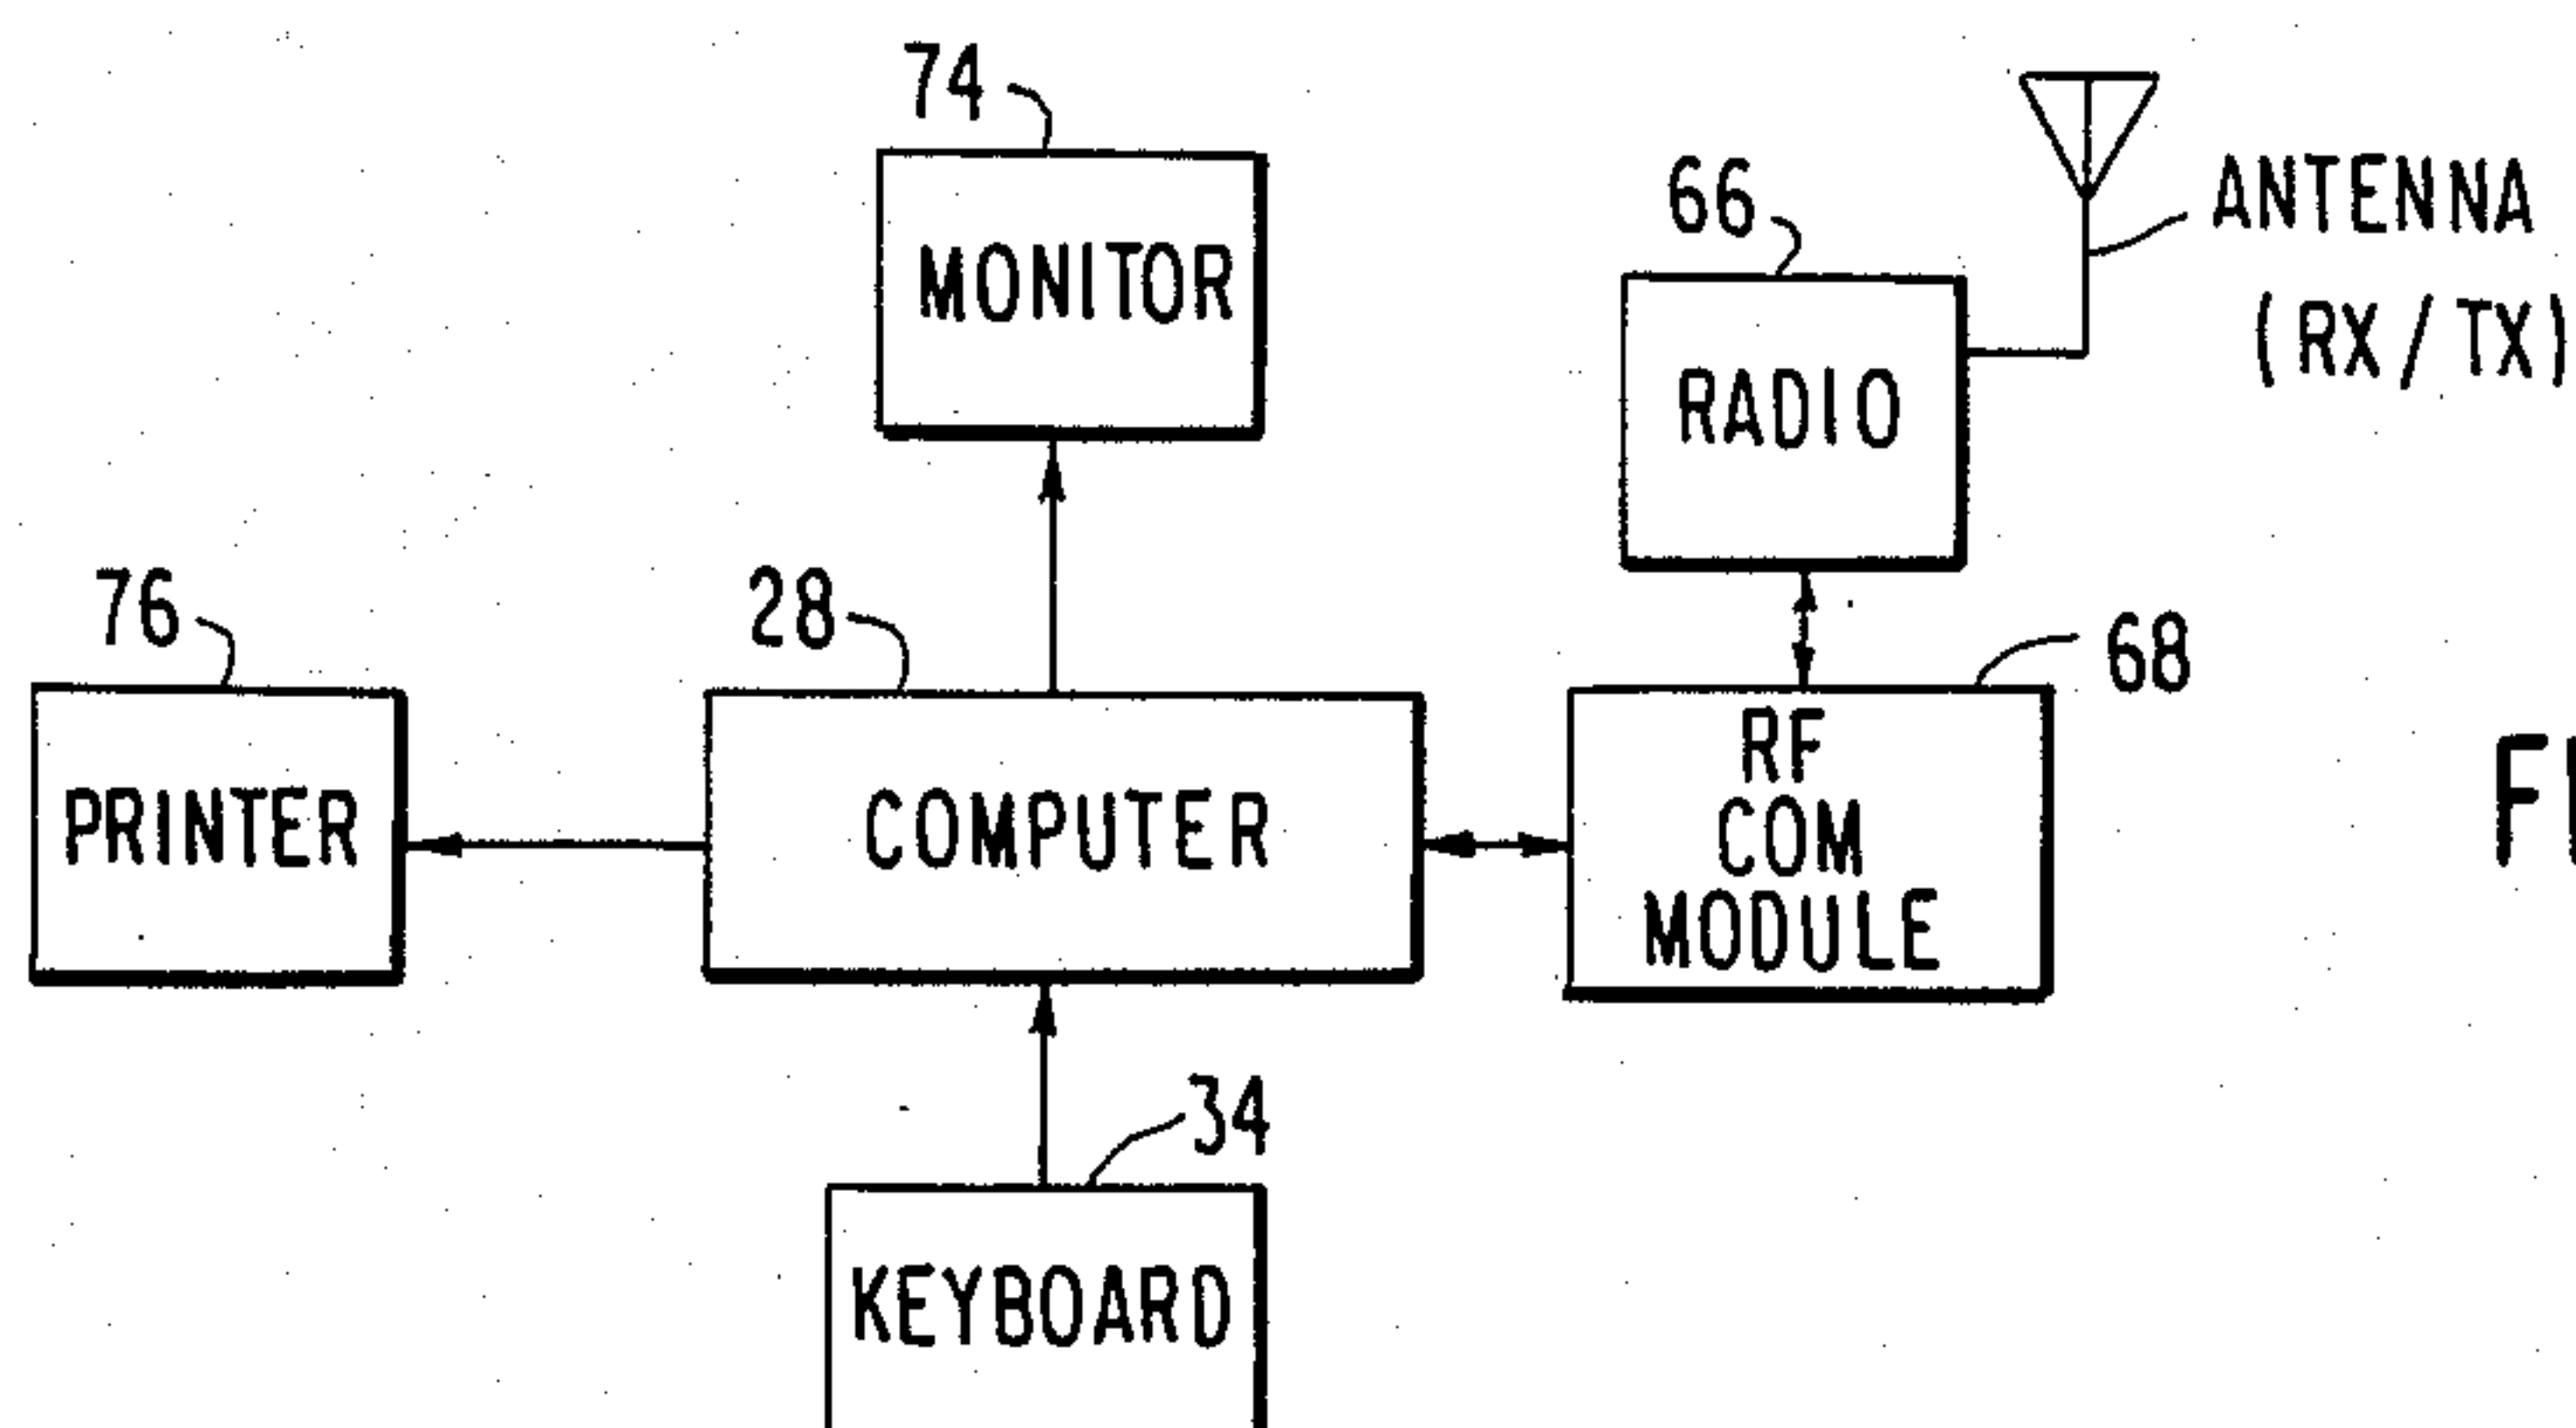 74
MONITOR
66
ANTENNA
(RX/TX)
RADIO
76
28
68
PRINTER
COMPUTER
RF
COM
MODULE
34
KEYBOARD